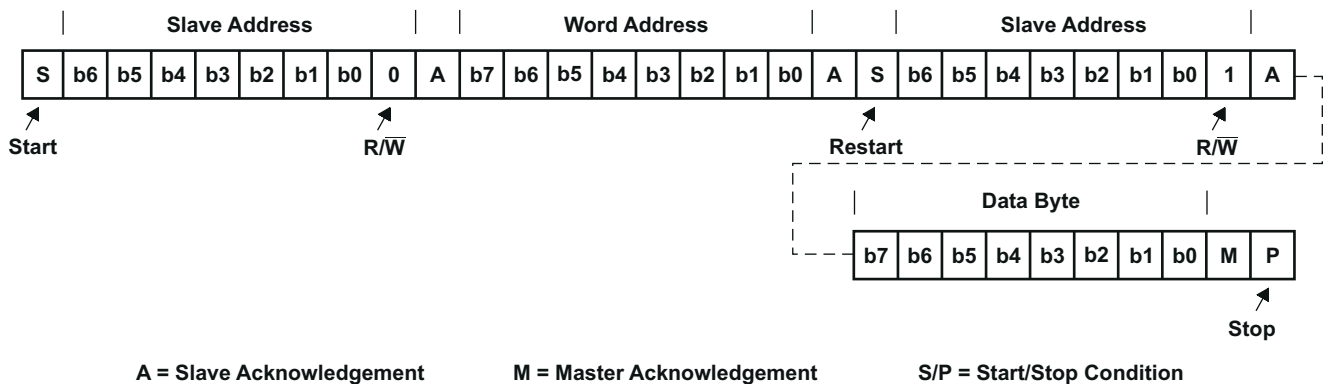 Slave Address Word Address Slave Address
S b6 b5 b4 b3 b2 b1 b0 0 A b7 b6 b5 b4 b3 b2 b1 b0 A S b6 b5 b4 b3 b2 b1 b0 1 A
Start R/W̅ Restart R/W̅
Data Byte
b7 b6 b5 b4 b3 b2 b1 b0 M P
Stop
A = Slave Acknowledgement M = Master Acknowledgement S/P = Start/Stop Condition